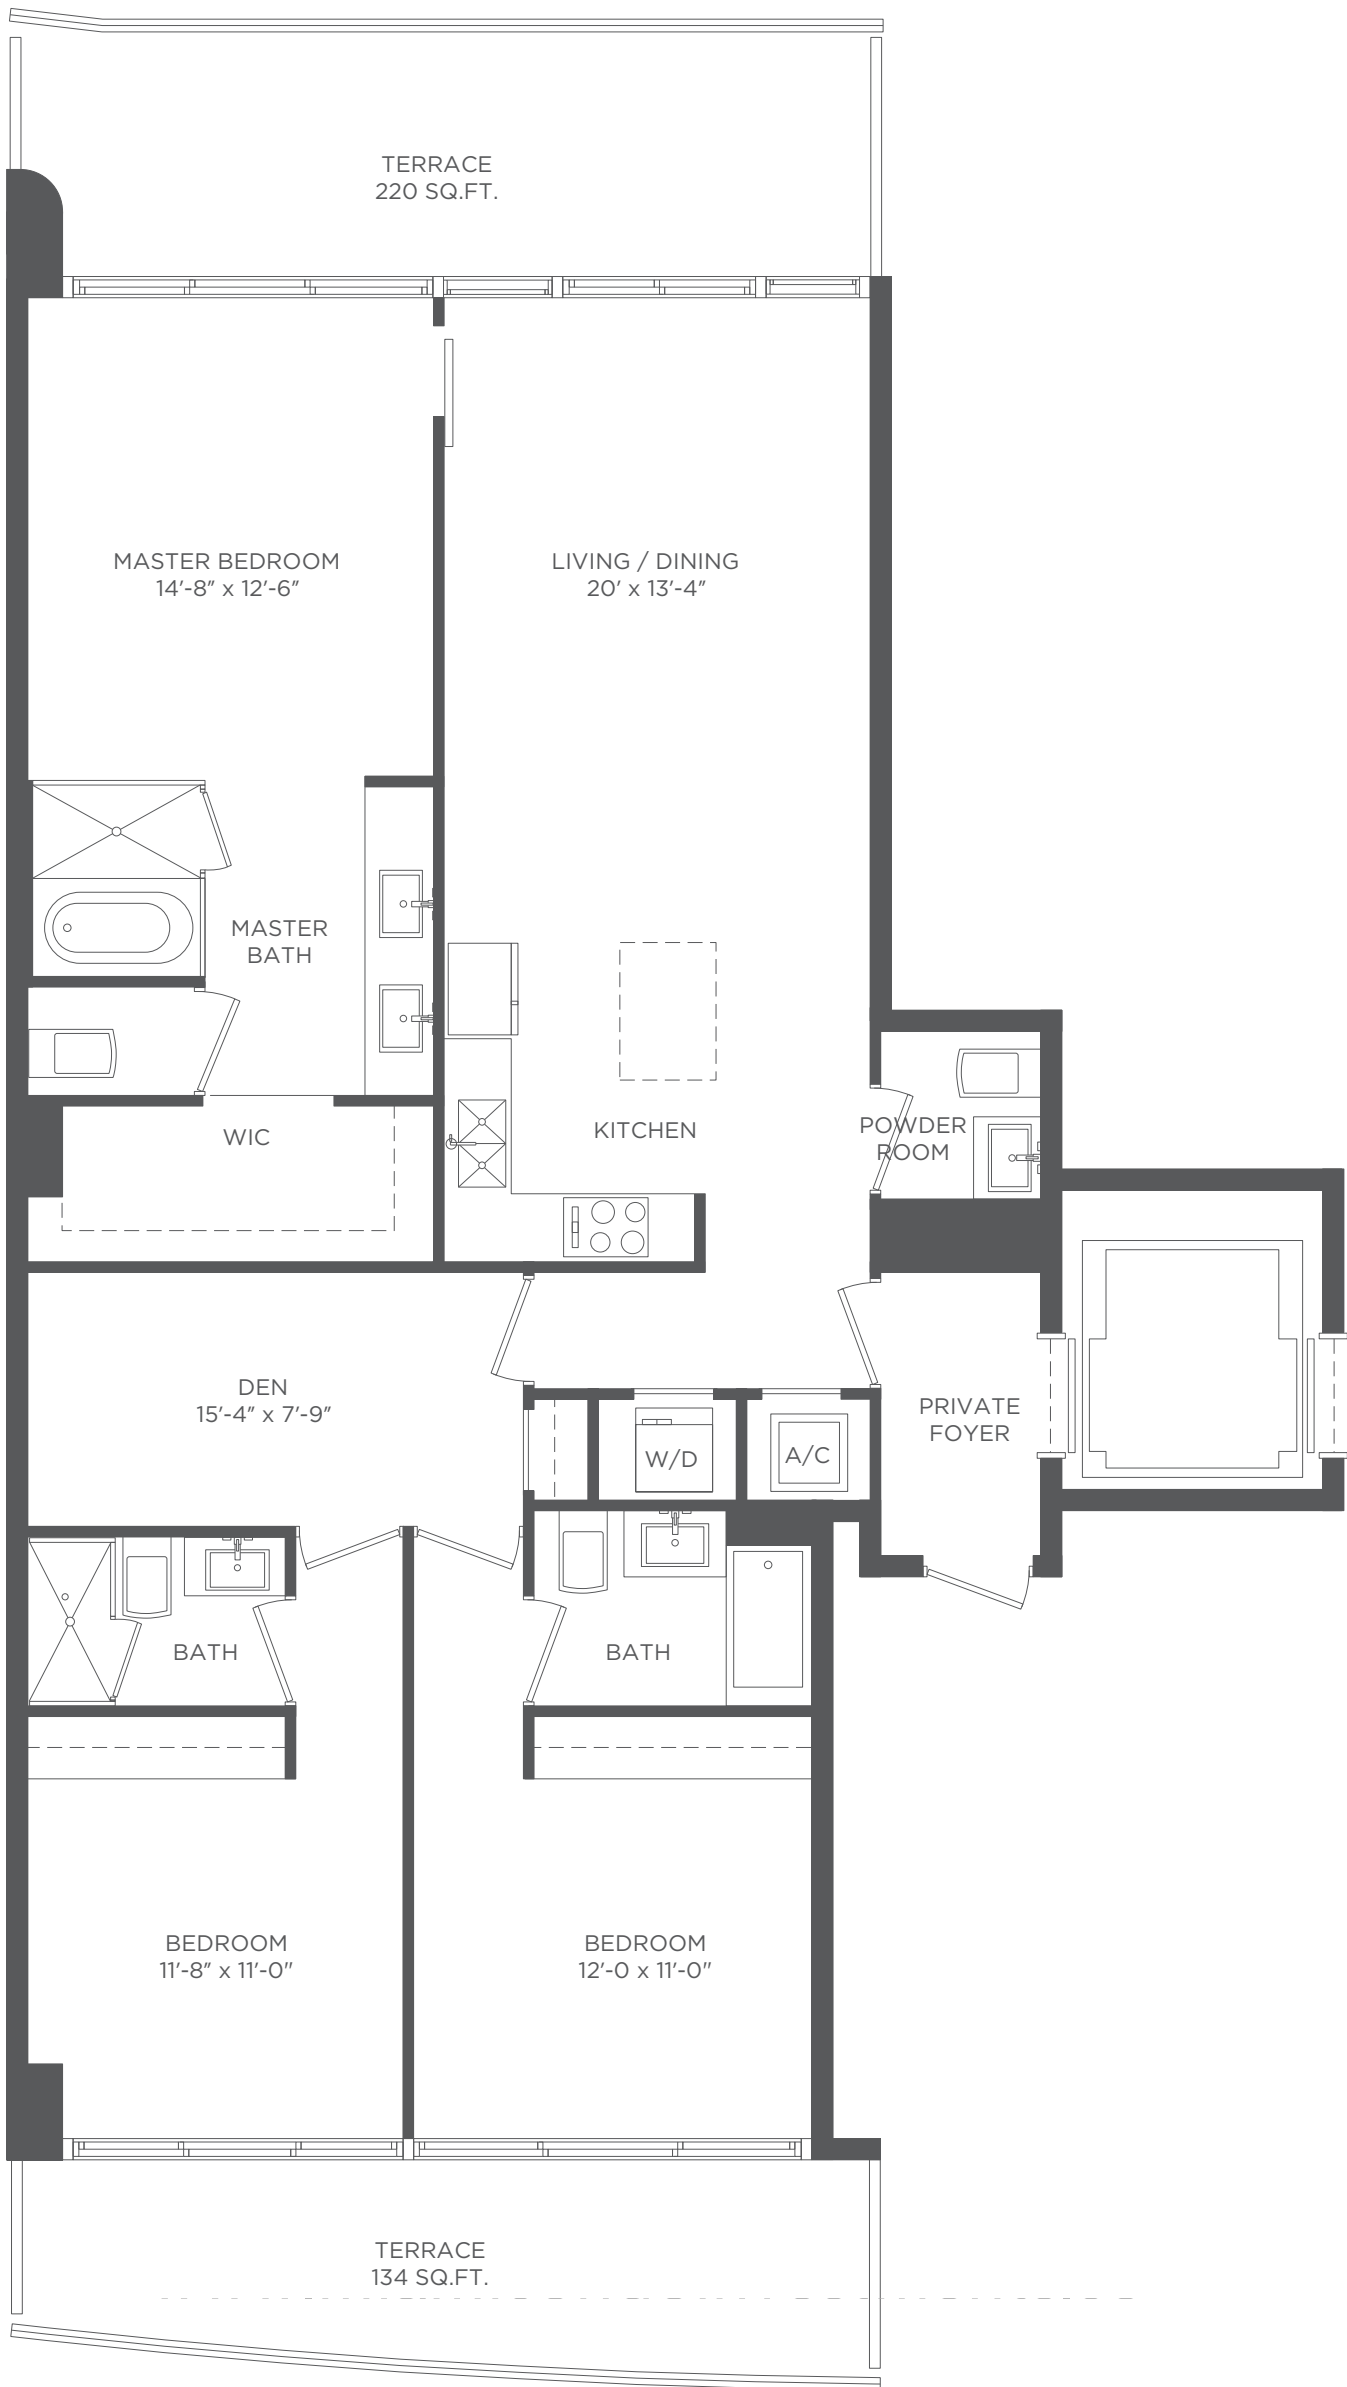 TERRACE
220 SQ.FT.
MASTER BEDROOM
14'-8" x 12'-6"
LIVING / DINING
20' x 13'-4"
MASTER
BATH
WIC
KITCHEN
POWDER
ROOM
DEN
15'-4" x 7'-9"
W/D
A/C
PRIVATE
FOYER
BATH
BATH
BEDROOM
11'-8" x 11'-0"
BEDROOM
12'-0 x 11'-0"
TERRACE
134 SQ.FT.